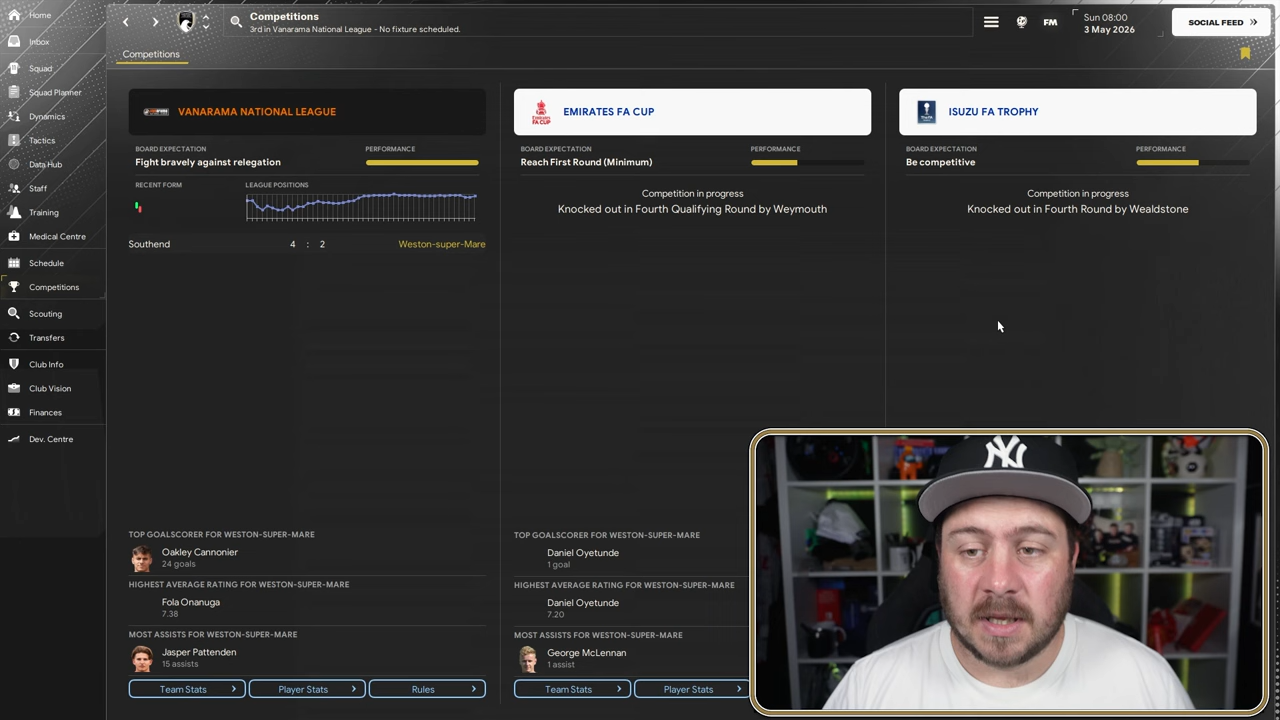 Home
Inbox
Squad
Squad Planner
Dynamics
Tactics
Data Hub
Staff
Training
Medical Centre
Schedule
Competitions
Scouting
Transfers
Club Info
Club Vision
Finances
Dev. Centre
Competitions
3rd in Vanarama National League - No fixture scheduled.
FM
Sun 08:00
3 May 2026
SOCIAL FEED
Competitions
VANARAMA NATIONAL LEAGUE
BOARD EXPECTATION
PERFORMANCE
Fight bravely against relegation
RECENT FORM
LEAGUE POSITIONS
Southend 4 : 2 Weston-super-Mare
TOP GOALSCORER FOR WESTON-SUPER-MARE
Oakley Cannonier
24 goals
HIGHEST AVERAGE RATING FOR WESTON-SUPER-MARE
Fola Onanuga
7.38
MOST ASSISTS FOR WESTON-SUPER-MARE
Jasper Pattenden
15 assists
Team Stats
Player Stats
Rules
Emirates
FA CUP
EMIRATES FA CUP
BOARD EXPECTATION
PERFORMANCE
Reach First Round (Minimum)
Competition in progress
Knocked out in Fourth Qualifying Round by Weymouth
TOP GOALSCORER FOR WESTON-SUPER-MARE
Daniel Oyetunde
1 goal
HIGHEST AVERAGE RATING FOR WESTON-SUPER-MARE
Daniel Oyetunde
7.20
MOST ASSISTS FOR WESTON-SUPER-MARE
George McLennan
1 assist
Team Stats
Player Stats
ISUZU FA TROPHY
BOARD EXPECTATION
PERFORMANCE
Be competitive
Competition in progress
Knocked out in Fourth Round by Wealdstone
NY